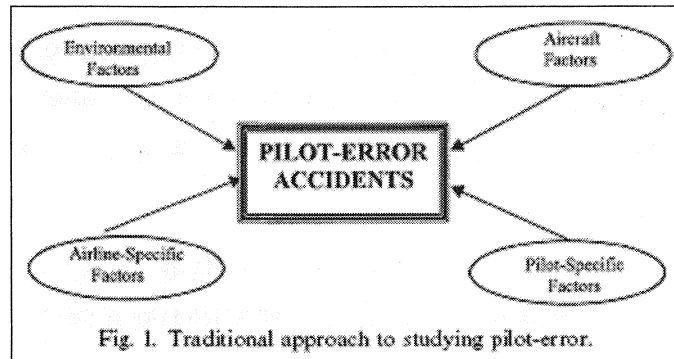 Environmental
Factors
Aircraft
Factors
PILOT-ERROR
ACCIDENTS
Airline-Specific
Factors
Pilot-Specific
Factors
Fig. 1. Traditional approach to studying pilot-error.